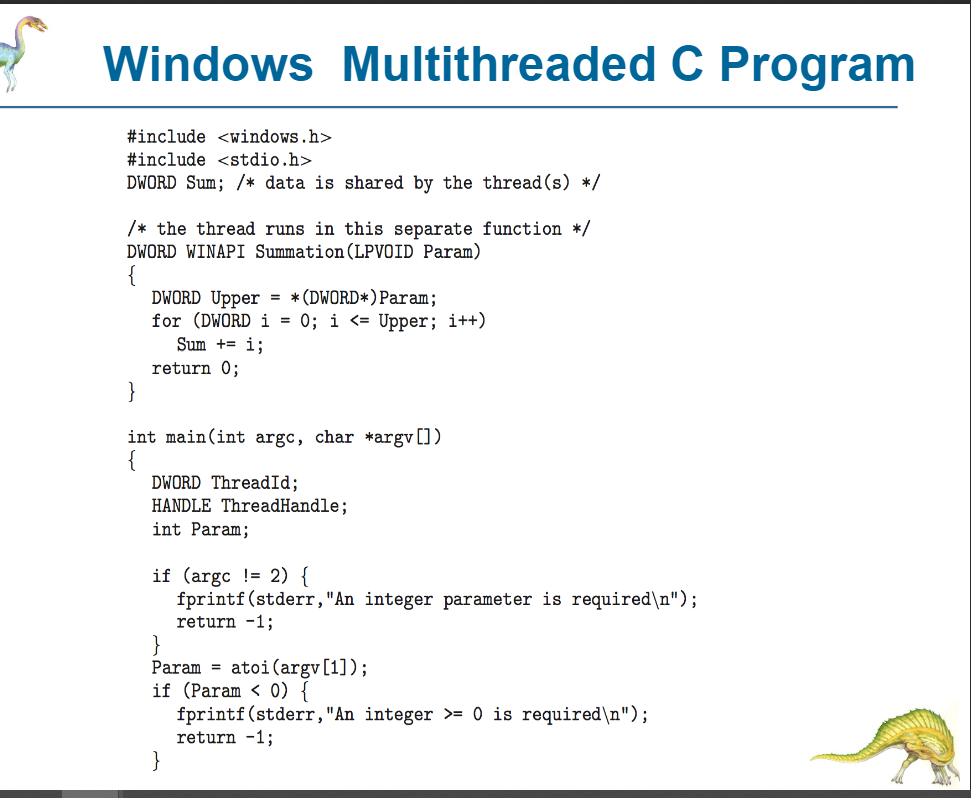 Windows Multithreaded C Program
#include <windows.h>
#include <stdio.h>
DWORD Sum; /* data is shared by the thread(s) */
/* the thread runs in this separate function */
DWORD WINAPI Summation(LPVOID Param)
{
DWORD Upper = *(DWORD*)Param;
for (DWORD i = 0; i <= Upper; i++)
Sum += i;
return 0;
}
int main(int argc, char *argv[])
{
DWORD ThreadId;
HANDLE ThreadHandle;
int Param;
if (argc != 2) {
fprintf(stderr,"An integer parameter is required\n");
return -1;
}
Param = atoi(argv[1]);
if (Param < 0) {
fprintf(stderr,"An integer >= 0 is required\n");
return -1;
}